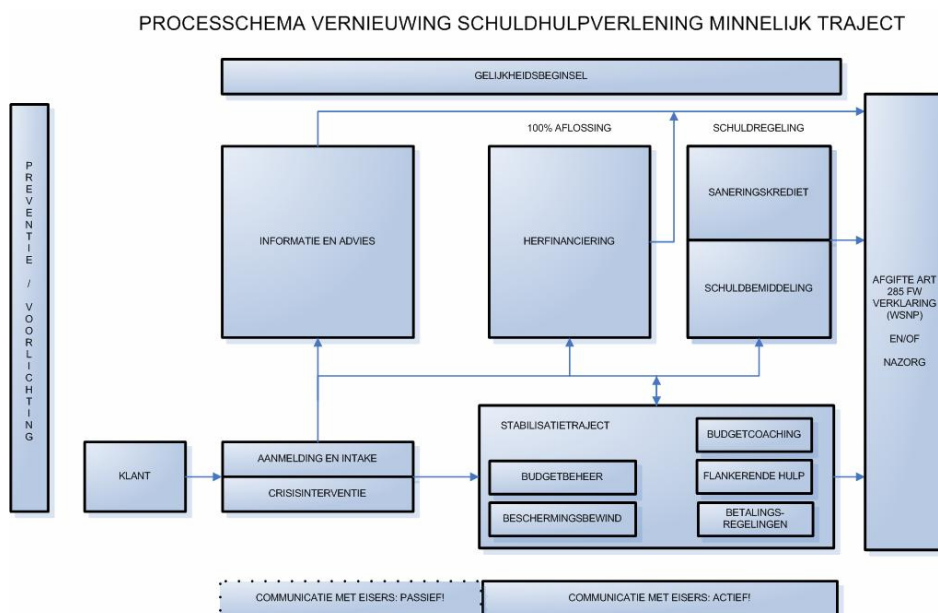 PROCESSCHEMA VERNIEUWING SCHULDHULPVERLENING MINNELIJK TRAJECT
GELIJKHEIDSBEGINSEL
PREVENTIE / VOORLICHTING
100% AFLOSSING
SCHULDREGELING
INFORMATIE EN ADVIES
HERFINANCIERING
SANERINGSKREDIET
SCHULDBEMIDDELING
AFGIFTE ART
285 FW
VERKLARING
(WSNP)
EN/OF
NAZORG
KLANT
AANMELDING EN INTAKE
CRISISINTERVENTIE
STABILISATIETRAJECT
BUDGETCOACHING
BUDGETBEHEER
FLANKERENDE HULP
BESCHERMINGSBEWIND
BETALINGS-
REGELINGEN
COMMUNICATIE MET EISERS: PASSIEF!
COMMUNICATIE MET EISERS: ACTIEF!